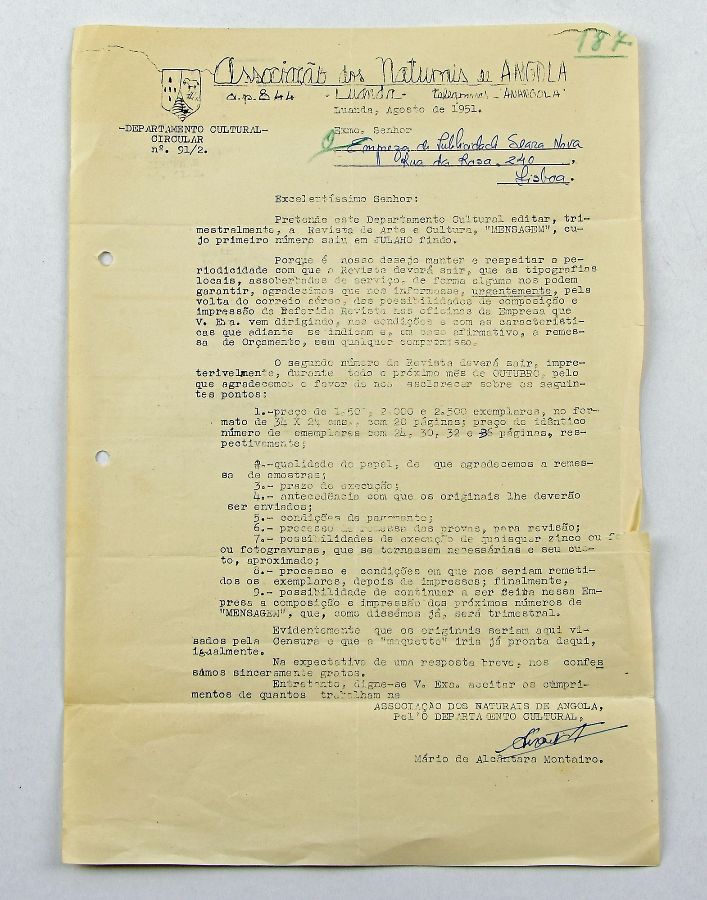 187
Associação dos Naturais de ANGOLA
a.p. 844 - Luanda - telegramas - "ANANGOLA"
Luanda, Agosto de 1951.
-DEPARTAMENTO CULTURAL-
CIRCULAR
nº. 91/2.
Exmo. Senhor
Empeza de Publicidade Seara Nova
Rua da Rosa, 240 ,
Lisboa.
Excelentíssimo Senhor:
Pretende este Departamento Cultural editar, tri-
mestralmente, a Revista de Arte e Cultura, "MENSAGEM", cu-
jo primeiro número saiu em JULAHO findo.
Porque é nosso desejo manter e respeitar a pe-
riodicidade com que a Revista deverá sair, que as tipografias
locais, assoberbadas de serviço, de forma alguma nos podem
garantir, agradecimos que nos informasse, urgentemente, pela
volta do correio aéreo, das possibilidades de composição e
impressão da Referida Revista nas oficinas da Empresa que
V. Exa. vem dirigindo, nas condições e com as característi-
cas que adiante se indicam e, em caso afirmativo, a remes-
sa de Orçamento, sem qualquer compromisso.
O segundo número da Revista deverá sair, impre-
terivelmente, durante todo o próximo mês de OUTUBRO, pelo
que agradecemos o favor de nos esclarecer sobre os seguin-
tes pontos:
1.-preço de 1.500, 2.000 e 2.500 exemplares, no for-
mato de 34 X 24 cms., com 20 páginas; preço de idêntico
número de exemplares com 24, 30, 32 e 36 páginas, res-
pectivamente;
2.-qualidade do papel, de que agradecemos a remes-
sa de amostras;
3.- prazo de execução;
4.- antecedência com que os originais lhe deverão
ser enviados;
5.- condições de pagamento;
6.- processo de remessa das provas, para revisão;
7.- possibilidades de execução de quaisquer zinco ou fo
ou fotogravuras, que se tornassem necessárias e seu cus-
to, aproximado;
8.- processo e condições em que nos seriam remeti-
dos os exemplares, depois de impressos; finalmente,
9.- possibilidade de continuar a ser feita nessa Em-
presa a composição e impressão dos próximos números de
"MENSAGEM", que, como dissémos já, será trimestral.
Evidentemente que os originais seriam aqui vi-
sados pela Censura e que a "maquette" iria já pronta daqui,
igualmente.
Na expectativa de uma resposta breve, nos confes
sámos sinceramente gratos.
Entretanto, digne-se V. Exa. aceitar os cumpri-
mentos de quantos trabalham na
ASSOCIAÇÃO DOS NATURAIS DE ANGOLA,
Pel'O DEPARTAMENTO CULTURAL,
Mário de Alcântara Monteiro.